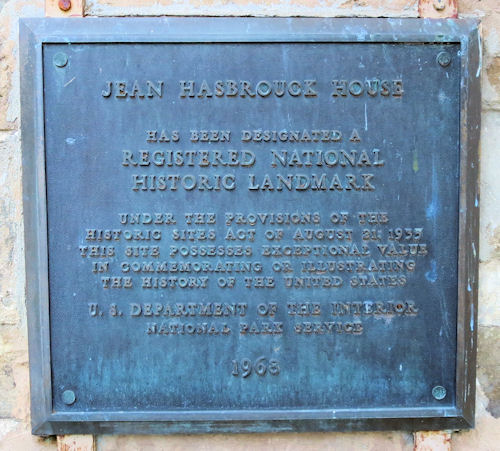 JEAN HASBROUCK HOUSE
HAS BEEN DESIGNATED A
REGISTERED NATIONAL
HISTORIC LANDMARK
UNDER THE PROVISIONS OF THE
HISTORIC SITES ACT OF AUGUST 21, 1935
THIS SITE POSSESSES EXCEPTIONAL VALUE
IN COMMEMORATING OR ILLUSTRATING
THE HISTORY OF THE UNITED STATES
U. S. DEPARTMENT OF THE INTERIOR
NATIONAL PARK SERVICE
1968